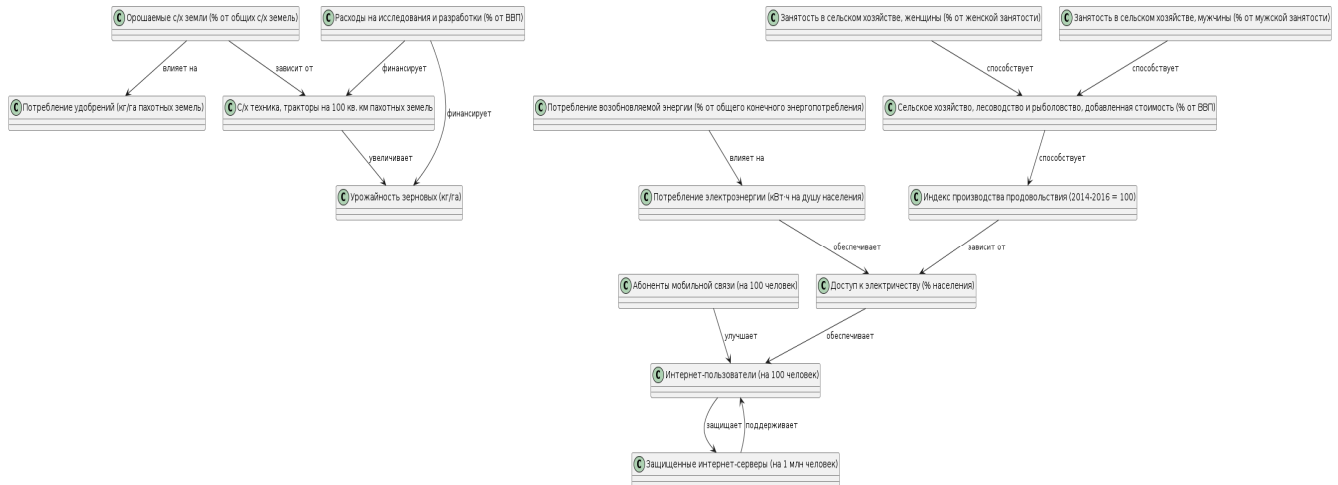 C Орошаемые с/х земли (% от общих с/х земель)
C Расходы на исследования и разработки (% от ВВП)
C Занятость в сельском хозяйстве, женщины (% от женской занятости)
C Занятость в сельском хозяйстве, мужчины (% от мужской занятости)
влияет на
зависит от
финансирует
способствует
способствует
C Потребление удобрений (кг/га пахотных земель)
C С/х техника, тракторы на 100 кв. км пахотных земель
финансирует
C Потребление возобновляемой энергии (% от общего конечного энергопотребления)
C Сельское хозяйство, лесоводство и рыболовство, добавленная стоимость (% от ВВП)
увеличивает
влияет на
способствует
C Урожайность зерновых (кг/га)
C Потребление электроэнергии (кВт·ч на душу населения)
C Индекс производства продовольствия (2014-2016 = 100)
обеспечивает
зависит от
C Абоненты мобильной связи (на 100 человек)
C Доступ к электричеству (% населения)
улучшает
обеспечивает
C Интернет-пользователи (на 100 человек)
защищает
поддерживает
C Защищенные интернет-серверы (на 1 млн человек)